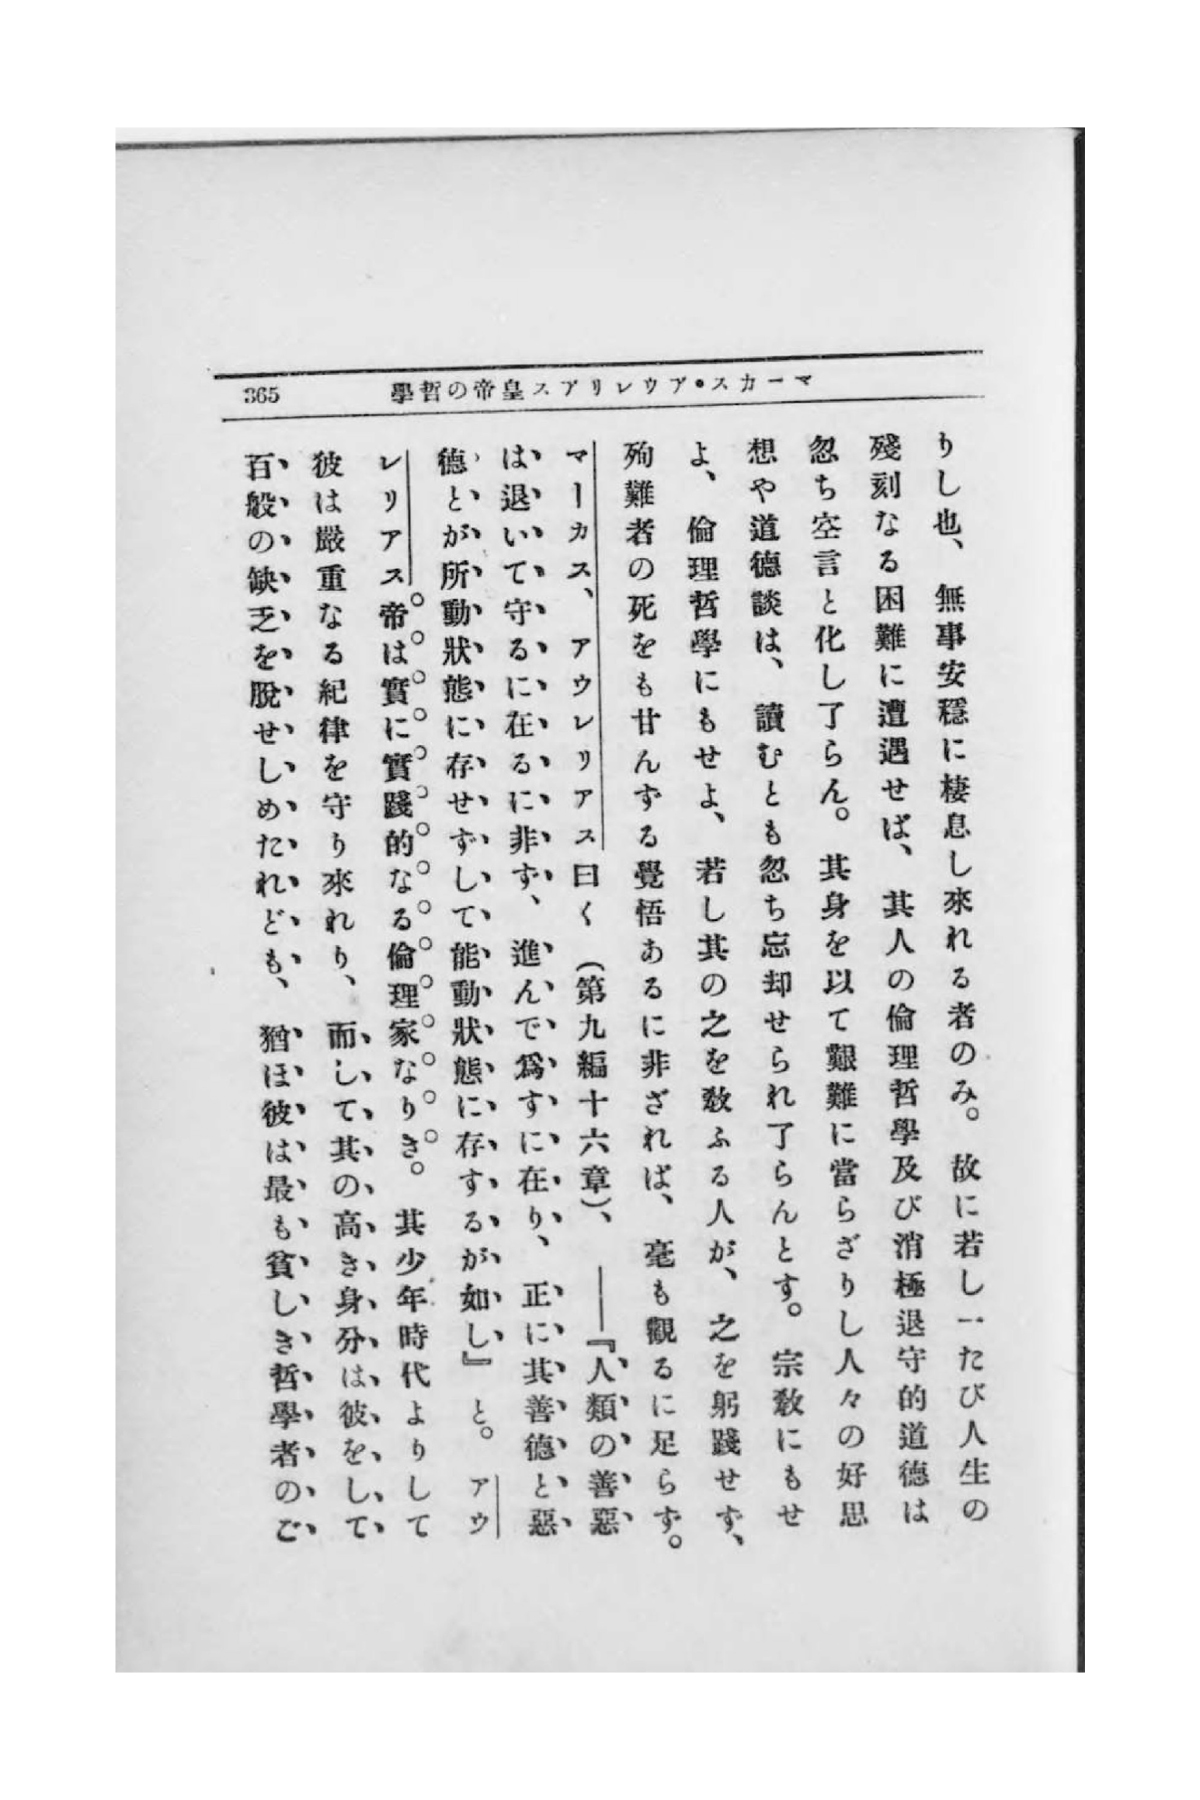 マーカス・アウレリアス皇帝の哲學
365
りし也、無事安穩に棲息し來れる者のみ。故に若し一たび人生の
殘刻なる困難に遭遇せば、其人の倫理哲學及び消極退守的道德は
忽ち空言と化し了らん。其身を以て艱難に當らざりし人々の好思
想や道德談は、讀むとも忽ち忘却せられ了らんとす。宗敎にもせ
よ、倫理哲學にもせよ、若し其の之を敎ふる人が、之を躬踐せず、
殉難者の死をも甘んずる覺悟あるに非ざれば、毫も觀るに足らず。
マーカス、アウレリアス曰く(第九編十六章)、――『人類の善惡
は退いて守るに在るに非ず、進んで爲すに在り、正に其善德と惡
德とが所動狀態に存せずして能動狀態に存するが如し』と。アウ
レリアス帝は實に實踐的なる倫理家なりき。其少年時代よりして
彼は嚴重なる紀律を守り來れり、而して其の高き身分は彼をして
百般の缺乏を脫せしめたれども、猶ほ彼は最も貧しき哲學者のご